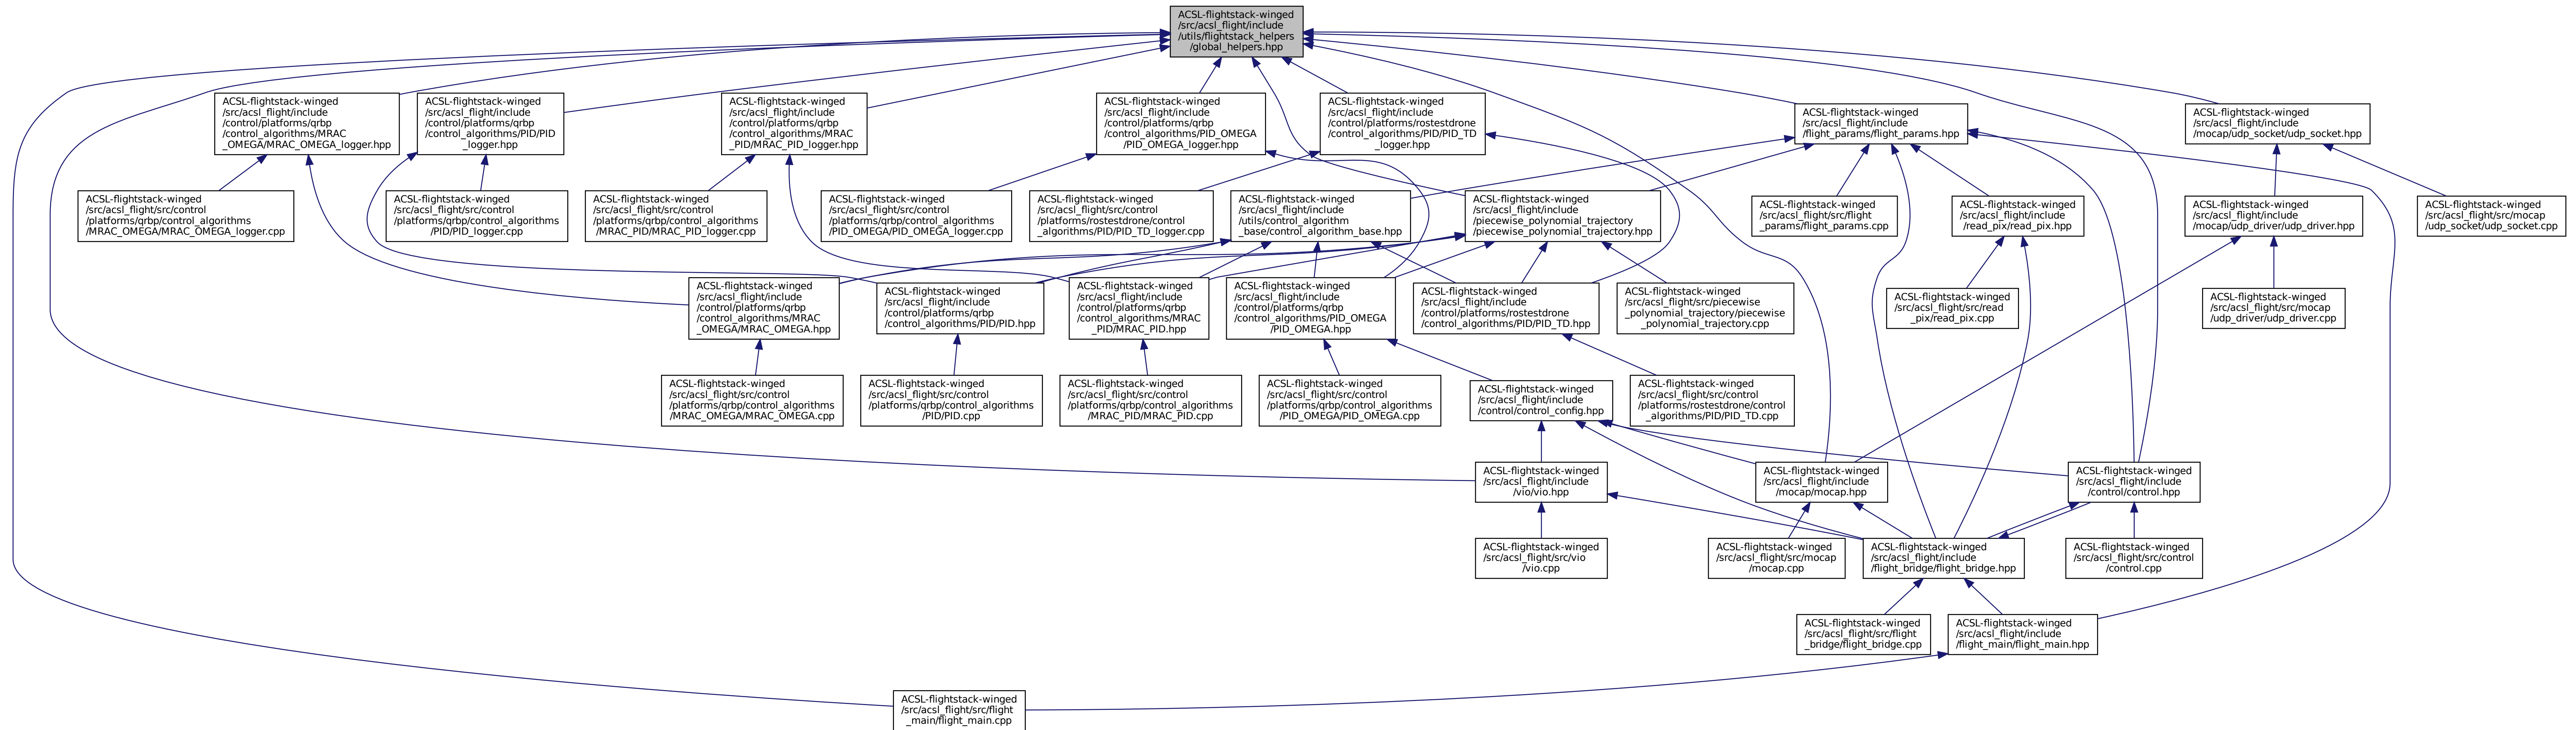 ACSL-flightstack-winged
/src/acsl_flight/include
/utils/flightstack_helpers
/global_helpers.hpp
ACSL-flightstack-winged
/src/acsl_flight/include
/control/platforms/qrbp
/control_algorithms/MRAC
_OMEGA/MRAC_OMEGA_logger.hpp
ACSL-flightstack-winged
/src/acsl_flight/include
/control/platforms/qrbp
/control_algorithms/PID/PID
_logger.hpp
ACSL-flightstack-winged
/src/acsl_flight/include
/control/platforms/qrbp
/control_algorithms/MRAC
_PID/MRAC_PID_logger.hpp
ACSL-flightstack-winged
/src/acsl_flight/include
/control/platforms/qrbp
/control_algorithms/PID_OMEGA
/PID_OMEGA_logger.hpp
ACSL-flightstack-winged
/src/acsl_flight/include
/control/platforms/rostestdrone
/control_algorithms/PID/PID_TD
_logger.hpp
ACSL-flightstack-winged
/src/acsl_flight/include
/flight_params/flight_params.hpp
ACSL-flightstack-winged
/src/acsl_flight/include
/mocap/udp_socket/udp_socket.hpp
ACSL-flightstack-winged
/src/acsl_flight/src/control
/platforms/qrbp/control_algorithms
/MRAC_OMEGA/MRAC_OMEGA_logger.cpp
ACSL-flightstack-winged
/src/acsl_flight/src/control
/platforms/qrbp/control_algorithms
/PID/PID_logger.cpp
ACSL-flightstack-winged
/src/acsl_flight/src/control
/platforms/qrbp/control_algorithms
/MRAC_PID/MRAC_PID_logger.cpp
ACSL-flightstack-winged
/src/acsl_flight/src/control
/platforms/qrbp/control_algorithms
/PID_OMEGA/PID_OMEGA_logger.cpp
ACSL-flightstack-winged
/src/acsl_flight/src/control
/platforms/rostestdrone/control
_algorithms/PID/PID_TD_logger.cpp
ACSL-flightstack-winged
/src/acsl_flight/include
/utils/control_algorithm
_base/control_algorithm_base.hpp
ACSL-flightstack-winged
/src/acsl_flight/include
/piecewise_polynomial_trajectory
/piecewise_polynomial_trajectory.hpp
ACSL-flightstack-winged
/src/acsl_flight/src/flight
_params/flight_params.cpp
ACSL-flightstack-winged
/src/acsl_flight/include
/read_pix/read_pix.hpp
ACSL-flightstack-winged
/src/acsl_flight/include
/mocap/udp_driver/udp_driver.hpp
ACSL-flightstack-winged
/src/acsl_flight/src/mocap
/udp_socket/udp_socket.cpp
ACSL-flightstack-winged
/src/acsl_flight/include
/control/platforms/qrbp
/control_algorithms/MRAC
_OMEGA/MRAC_OMEGA.hpp
ACSL-flightstack-winged
/src/acsl_flight/include
/control/platforms/qrbp
/control_algorithms/PID/PID.hpp
ACSL-flightstack-winged
/src/acsl_flight/include
/control/platforms/qrbp
/control_algorithms/MRAC
_PID/MRAC_PID.hpp
ACSL-flightstack-winged
/src/acsl_flight/include
/control/platforms/qrbp
/control_algorithms/PID_OMEGA
/PID_OMEGA.hpp
ACSL-flightstack-winged
/src/acsl_flight/include
/control/platforms/rostestdrone
/control_algorithms/PID/PID_TD.hpp
ACSL-flightstack-winged
/src/acsl_flight/src/piecewise
_polynomial_trajectory/piecewise
_polynomial_trajectory.cpp
ACSL-flightstack-winged
/src/acsl_flight/src/read
_pix/read_pix.cpp
ACSL-flightstack-winged
/src/acsl_flight/src/mocap
/udp_driver/udp_driver.cpp
ACSL-flightstack-winged
/src/acsl_flight/src/control
/platforms/qrbp/control_algorithms
/MRAC_OMEGA/MRAC_OMEGA.cpp
ACSL-flightstack-winged
/src/acsl_flight/src/control
/platforms/qrbp/control_algorithms
/PID/PID.cpp
ACSL-flightstack-winged
/src/acsl_flight/src/control
/platforms/qrbp/control_algorithms
/MRAC_PID/MRAC_PID.cpp
ACSL-flightstack-winged
/src/acsl_flight/src/control
/platforms/qrbp/control_algorithms
/PID_OMEGA/PID_OMEGA.cpp
ACSL-flightstack-winged
/src/acsl_flight/include
/control/control_config.hpp
ACSL-flightstack-winged
/src/acsl_flight/src/control
/platforms/rostestdrone/control
_algorithms/PID/PID_TD.cpp
ACSL-flightstack-winged
/src/acsl_flight/include
/vio/vio.hpp
ACSL-flightstack-winged
/src/acsl_flight/include
/mocap/mocap.hpp
ACSL-flightstack-winged
/src/acsl_flight/include
/control/control.hpp
ACSL-flightstack-winged
/src/acsl_flight/src/vio
/vio.cpp
ACSL-flightstack-winged
/src/acsl_flight/src/mocap
/mocap.cpp
ACSL-flightstack-winged
/src/acsl_flight/include
/flight_bridge/flight_bridge.hpp
ACSL-flightstack-winged
/src/acsl_flight/src/control
/control.cpp
ACSL-flightstack-winged
/src/acsl_flight/src/flight
_bridge/flight_bridge.cpp
ACSL-flightstack-winged
/src/acsl_flight/include
/flight_main/flight_main.hpp
ACSL-flightstack-winged
/src/acsl_flight/src/flight
_main/flight_main.cpp